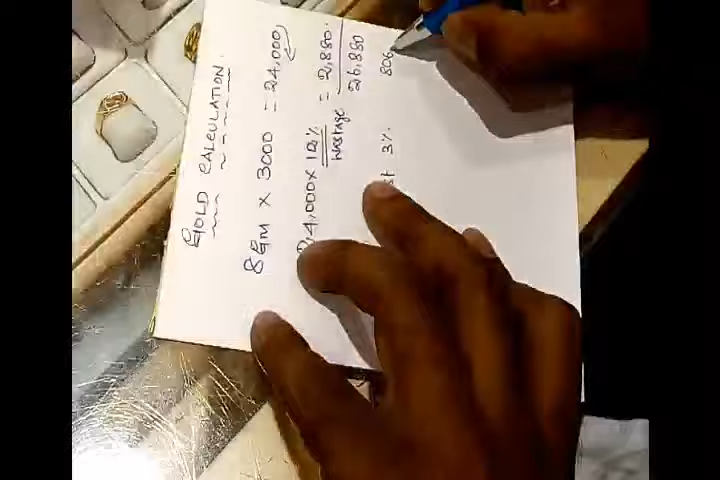 GOLD CALCULATION.
8GM X 3000 = 24,000
24,000 X 12% = 2,880.
wastage
26,880
3% 806